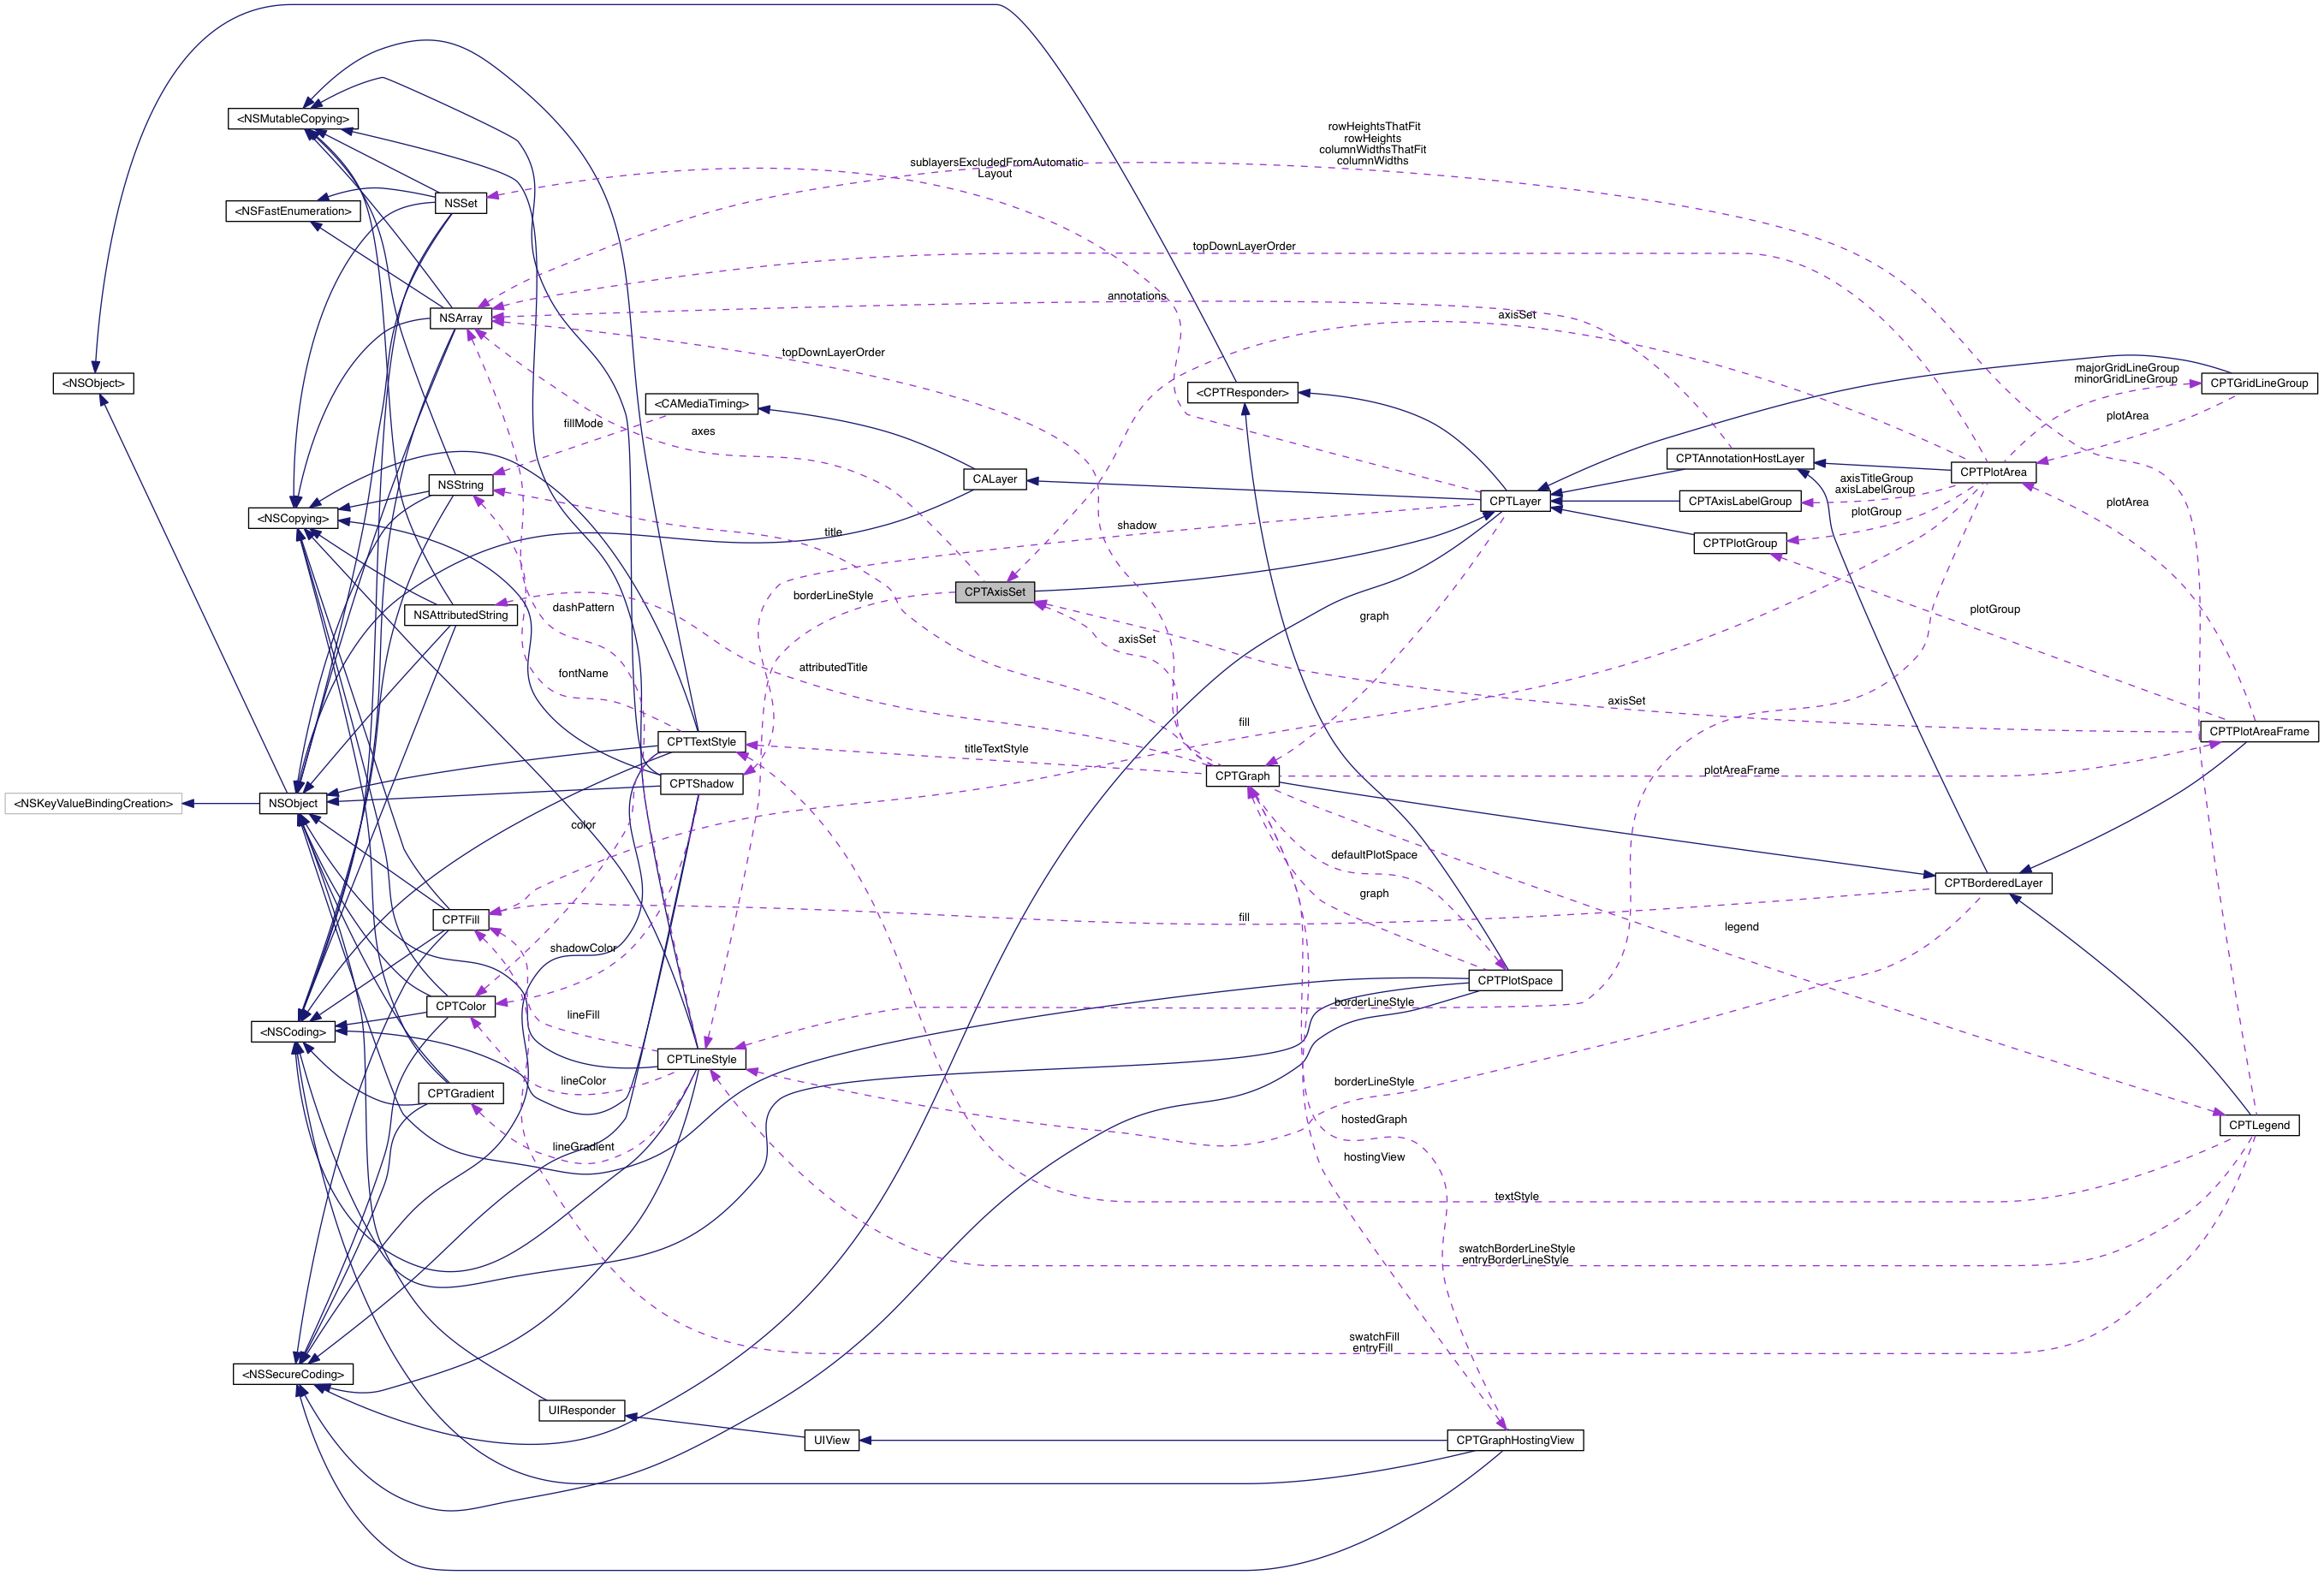 rowHeightsThatFit
rowHeights
columnWidthsThatFit
columnWidths
<NSMutableCopying>
sublayersExcludedFromAutomatic
Layout
NSSet
<NSFastEnumeration>
topDownLayerOrder
annotations
NSArray
axisSet
topDownLayerOrder
majorGridLineGroup
minorGridLineGroup
<NSObject>
CPTGridLineGroup
<CPTResponder>
<CAMediaTiming>
plotArea
fillMode
axes
CPTAnnotationHostLayer
CPTPlotArea
CALayer
axisTitleGroup
axisLabelGroup
NSString
CPTLayer
CPTAxisLabelGroup
plotArea
plotGroup
<NSCopying>
shadow
title
CPTPlotGroup
CPTAxisSet
borderLineStyle
dashPattern
plotGroup
NSAttributedString
graph
axisSet
attributedTitle
fontName
axisSet
fill
CPTPlotAreaFrame
CPTTextStyle
titleTextStyle
plotAreaFrame
CPTGraph
CPTShadow
<NSKeyValueBindingCreation>
NSObject
color
defaultPlotSpace
CPTBorderedLayer
graph
CPTFill
fill
legend
shadowColor
CPTPlotSpace
CPTColor
borderLineStyle
lineFill
<NSCoding>
CPTLineStyle
lineColor
borderLineStyle
CPTGradient
hostedGraph
CPTLegend
lineGradient
hostingView
textStyle
swatchBorderLineStyle
entryBorderLineStyle
swatchFill
entryFill
<NSSecureCoding>
UIResponder
UIView
CPTGraphHostingView